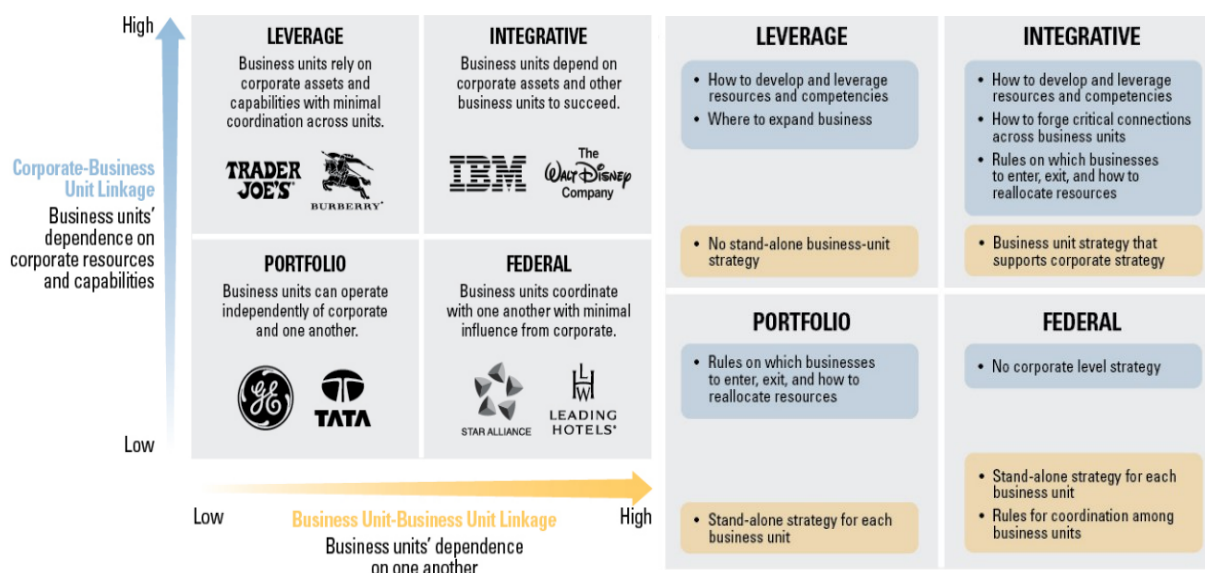 High
Corporate-Business
Unit Linkage
Business units'
dependence on
corporate resources
and capabilities
Low
LEVERAGE
Business units rely on
corporate assets and
capabilities with minimal
coordination across units.
TRADER
JOE'S
BURBERRY
INTEGRATIVE
Business units depend on
corporate assets and other
business units to succeed.
IBM
The
WALT DISNEY
Company
PORTFOLIO
Business units can operate
independently of corporate
and one another.
GE
TATA
FEDERAL
Business units coordinate
with one another with minimal
influence from corporate.
STAR ALLIANCE
LHW
LEADING
HOTELS
Low
Business Unit-Business Unit Linkage
High
Business units' dependence
on one another
LEVERAGE
• How to develop and leverage
resources and competencies
• Where to expand business
• No stand-alone business-unit
strategy
INTEGRATIVE
• How to develop and leverage
resources and competencies
• How to forge critical connections
across business units
• Rules on which businesses
to enter, exit, and how to
reallocate resources
• Business unit strategy that
supports corporate strategy
PORTFOLIO
• Rules on which businesses
to enter, exit, and how to
reallocate resources
• Stand-alone strategy for each
business unit
FEDERAL
• No corporate level strategy
• Stand-alone strategy for each
business unit
• Rules for coordination among
business units